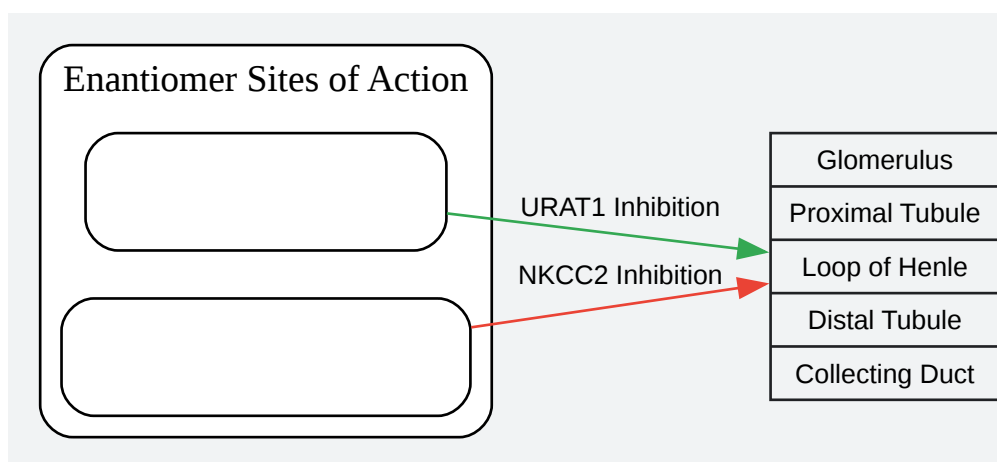 Enantiomer Sites of Action
URAT1 Inhibition
NKCC2 Inhibition
Glomerulus
Proximal Tubule
Loop of Henle
Distal Tubule
Collecting Duct